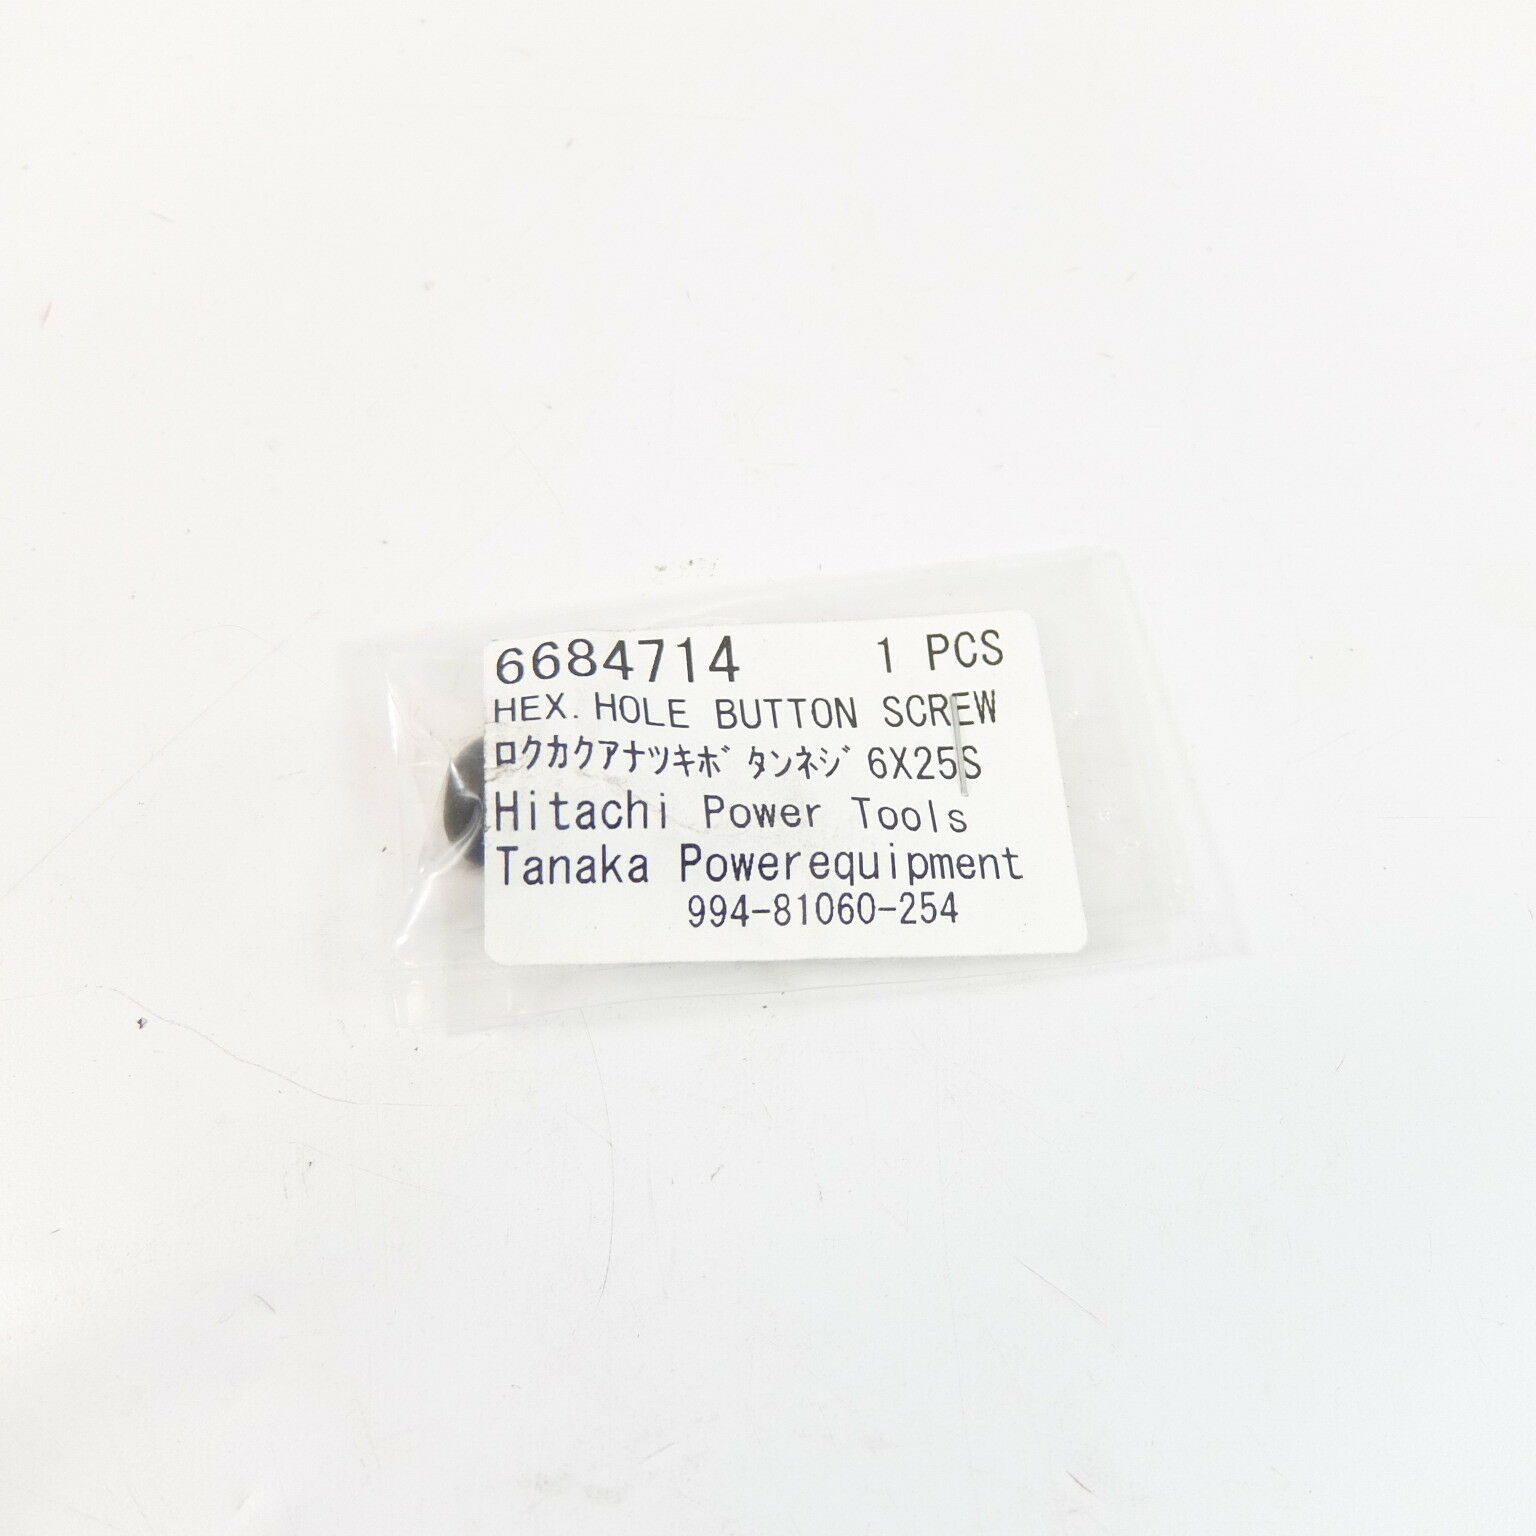 6684714 1 PCS
HEX. HOLE BUTTON SCREW
ロクカクアナツキボタンネジ 6X25S
Hitachi Power Tools
Tanaka Powerequipment
994-81060-254